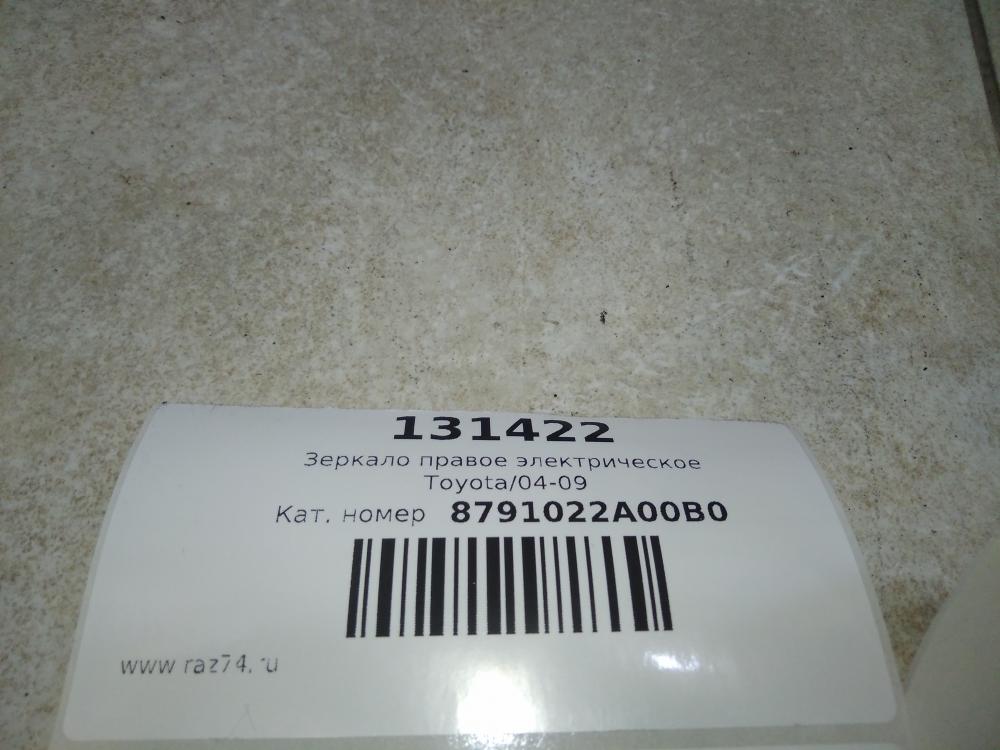 131422
Зеркало правое электрическое
Toyota/04-09
Кат. номер 8791022A00B0
www raz74.ru